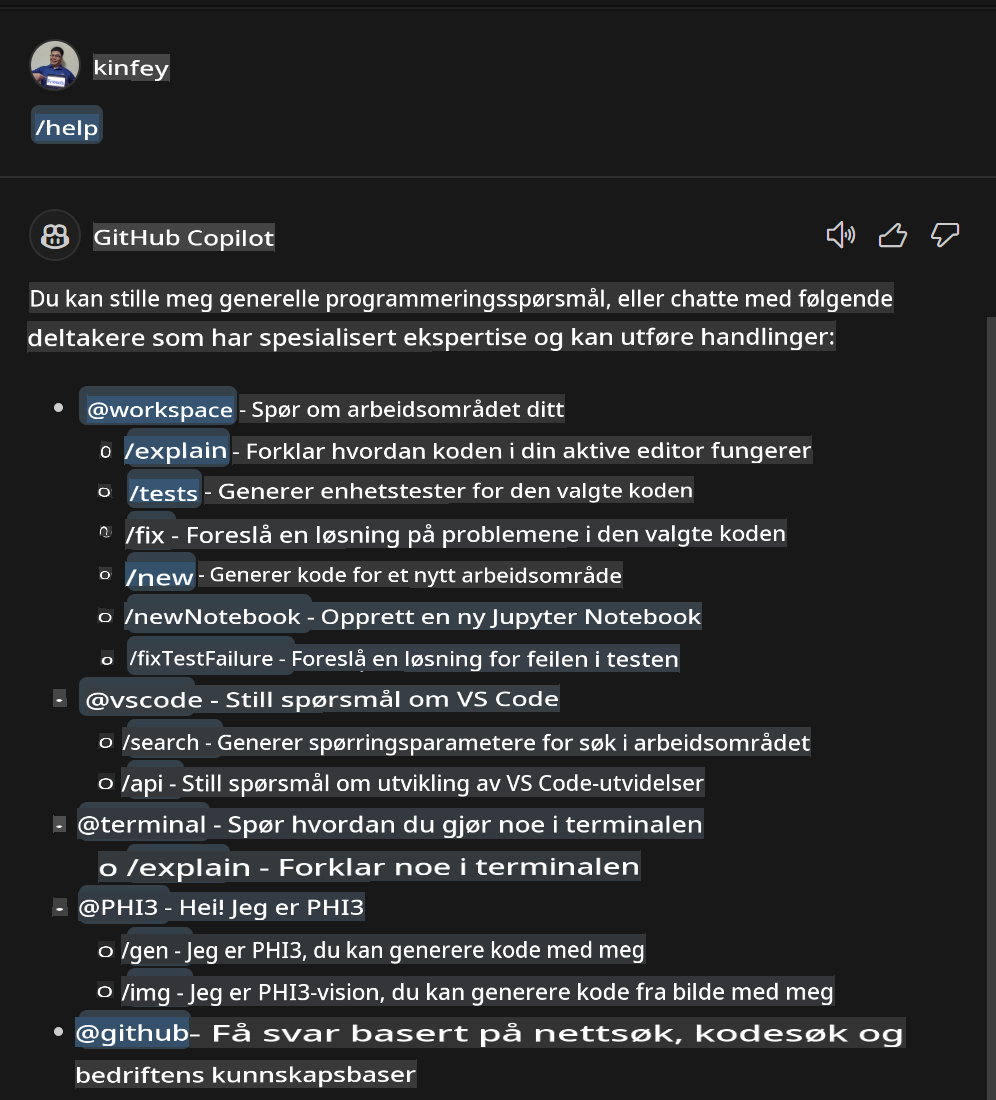 kinfey
/help
GitHub Copilot
Du kan stille meg generelle programmeringsspørsmål, eller chatte med følgende
deltakere som har spesialisert ekspertise og kan utføre handlinger:
• @workspace - Spør om arbeidsområdet ditt
o /explain - Forklar hvordan koden i din aktive editor fungerer
o /tests - Generer enhetstester for den valgte koden
o /fix - Foreslå en løsning på problemene i den valgte koden
o /new - Generer kode for et nytt arbeidsområde
o /newNotebook - Opprett en ny Jupyter Notebook
o /fixTestFailure - Foreslå en løsning for feilen i testen
- @vscode - Still spørsmål om VS Code
o /search - Generer spørringsparametere for søk i arbeidsområdet
o /api - Still spørsmål om utvikling av VS Code-utvidelser
- @terminal - Spør hvordan du gjør noe i terminalen
o /explain - Forklar noe i terminalen
- @PHI3 - Hei! Jeg er PHI3
o /gen - Jeg er PHI3, du kan generere kode med meg
o /img - Jeg er PHI3-vision, du kan generere kode fra bilde med meg
• @github- Få svar basert på nettsøk, kodesøk og
bedriftens kunnskapsbaser